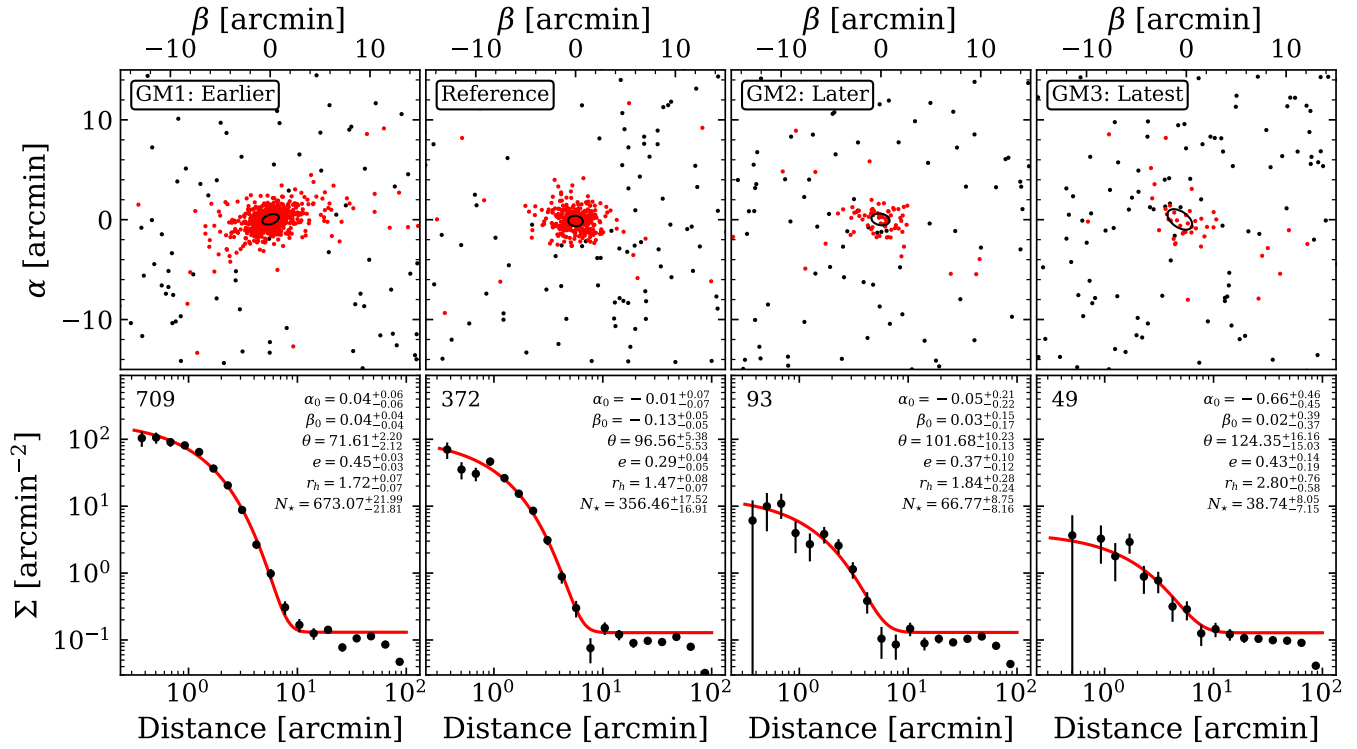 β [arcmin] β [arcmin] β [arcmin] β [arcmin]
−10 0 10 −10 0 10 −10 0 10 −10 0 10
GM1: Earlier Reference GM2: Later GM3: Latest
α [arcmin]
10
0
−10
709
α₀ = 0.04 +0.06 −0.06
β₀ = 0.04 +0.04 −0.04
θ = 71.61 +2.20 −2.12
e = 0.45 +0.03 −0.03
r_h = 1.72 +0.07 −0.07
N⋆ = 673.07 +21.99 −21.81
372
α₀ = −0.01 +0.07 −0.07
β₀ = −0.13 +0.05 −0.05
θ = 96.56 +5.38 −5.53
e = 0.29 +0.04 −0.05
r_h = 1.47 +0.08 −0.07
N⋆ = 356.46 +17.52 −16.91
93
α₀ = −0.05 +0.21 −0.22
β₀ = 0.03 +0.15 −0.17
θ = 101.68 +10.23 −10.13
e = 0.37 +0.10 −0.12
r_h = 1.84 +0.28 −0.24
N⋆ = 66.77 +8.75 −8.16
49
α₀ = −0.66 +0.46 −0.45
β₀ = 0.02 +0.39 −0.37
θ = 124.35 +16.16 −15.03
e = 0.43 +0.14 −0.19
r_h = 2.80 +0.76 −0.58
N⋆ = 38.74 +8.05 −7.15
Σ [arcmin⁻²]
10²
10¹
10⁰
10⁻¹
10⁰ 10¹ 10² 10⁰ 10¹ 10² 10⁰ 10¹ 10² 10⁰ 10¹ 10²
Distance [arcmin] Distance [arcmin] Distance [arcmin] Distance [arcmin]